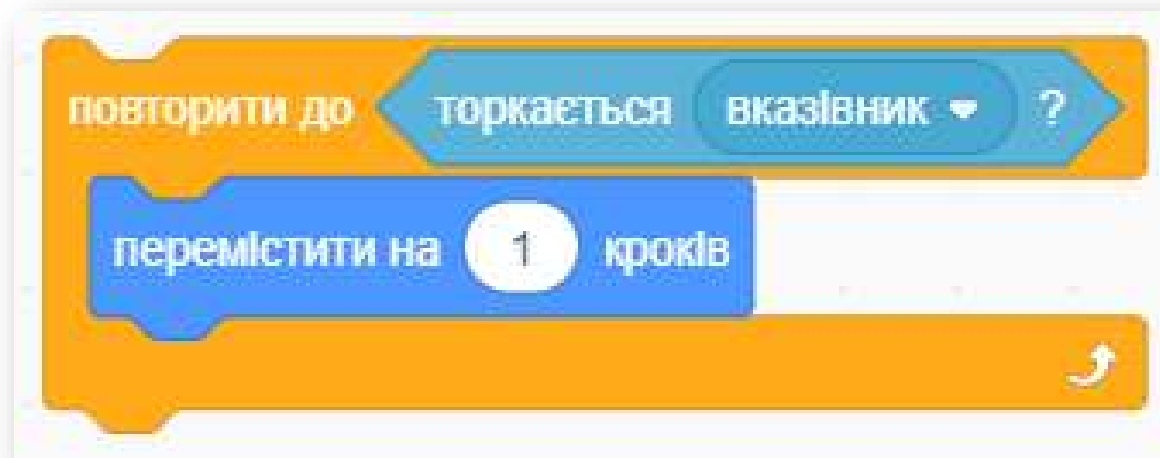 повторити до торкається вказівник ?
перемістити на 1 кроків